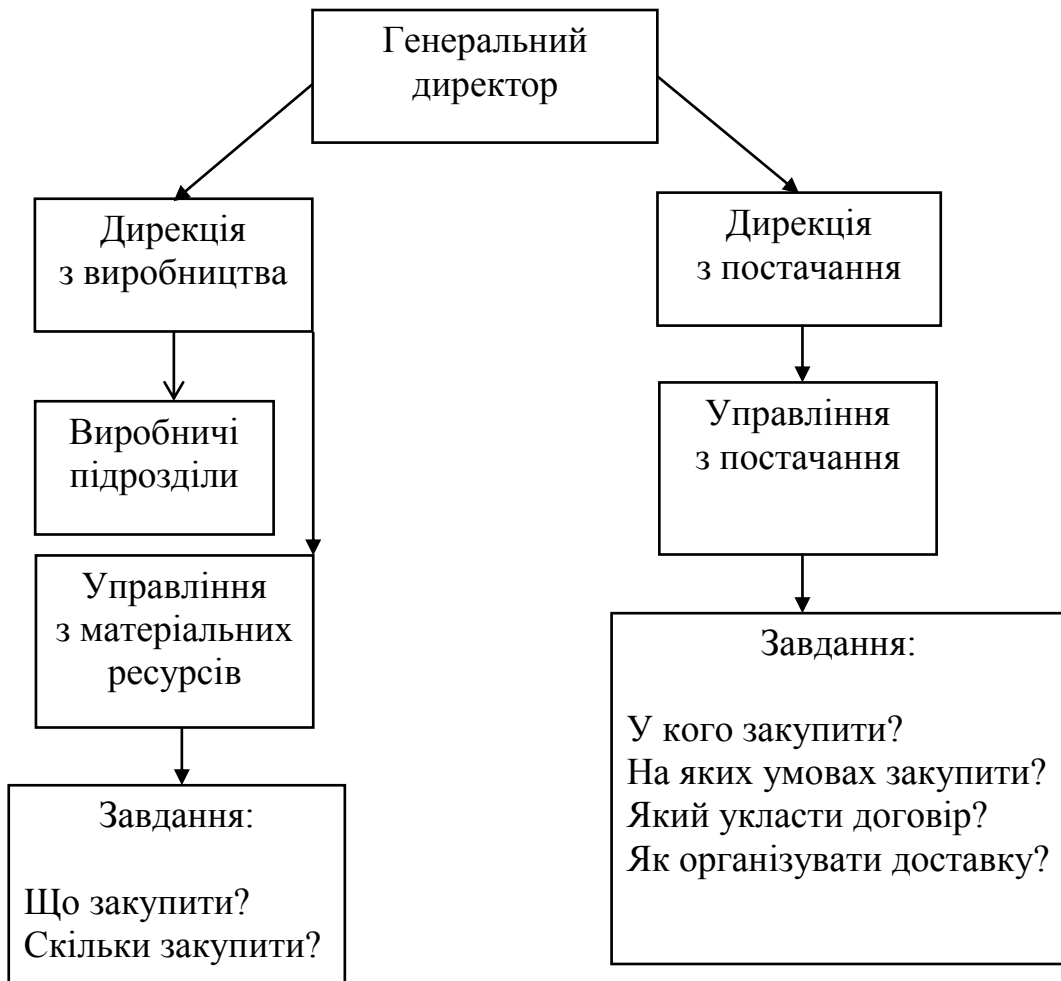 Генеральний
директор
Дирекція
з виробництва
Дирекція
з постачання
Виробничі
підрозділи
Управління
з постачання
Управління
з матеріальних
ресурсів
Завдання:
У кого закупити?
На яких умовах закупити?
Який укласти договір?
Як організувати доставку?
Завдання:
Що закупити?
Скільки закупити?